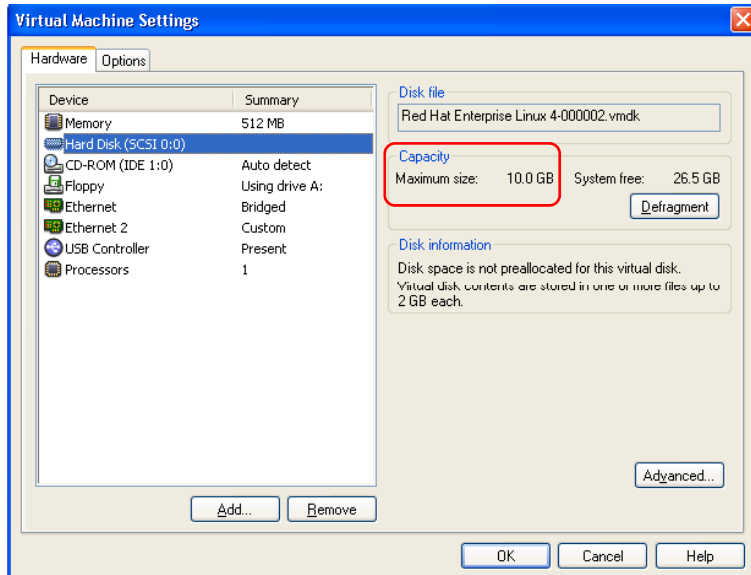 Virtual Machine Settings
Hardware Options
Device Summary
Memory 512 MB
Hard Disk (SCSI 0:0)
CD-ROM (IDE 1:0) Auto detect
Floppy Using drive A:
Ethernet Bridged
Ethernet 2 Custom
USB Controller Present
Processors 1
Add... Remove
Disk file
Red Hat Enterprise Linux 4-000002.vmdk
Capacity
Maximum size: 10.0 GB System free: 26.5 GB
Defragment
Disk information
Disk space is not preallocated for this virtual disk.
Virtual disk contents are stored in one or more files up to
2 GB each.
Advanced...
OK Cancel Help